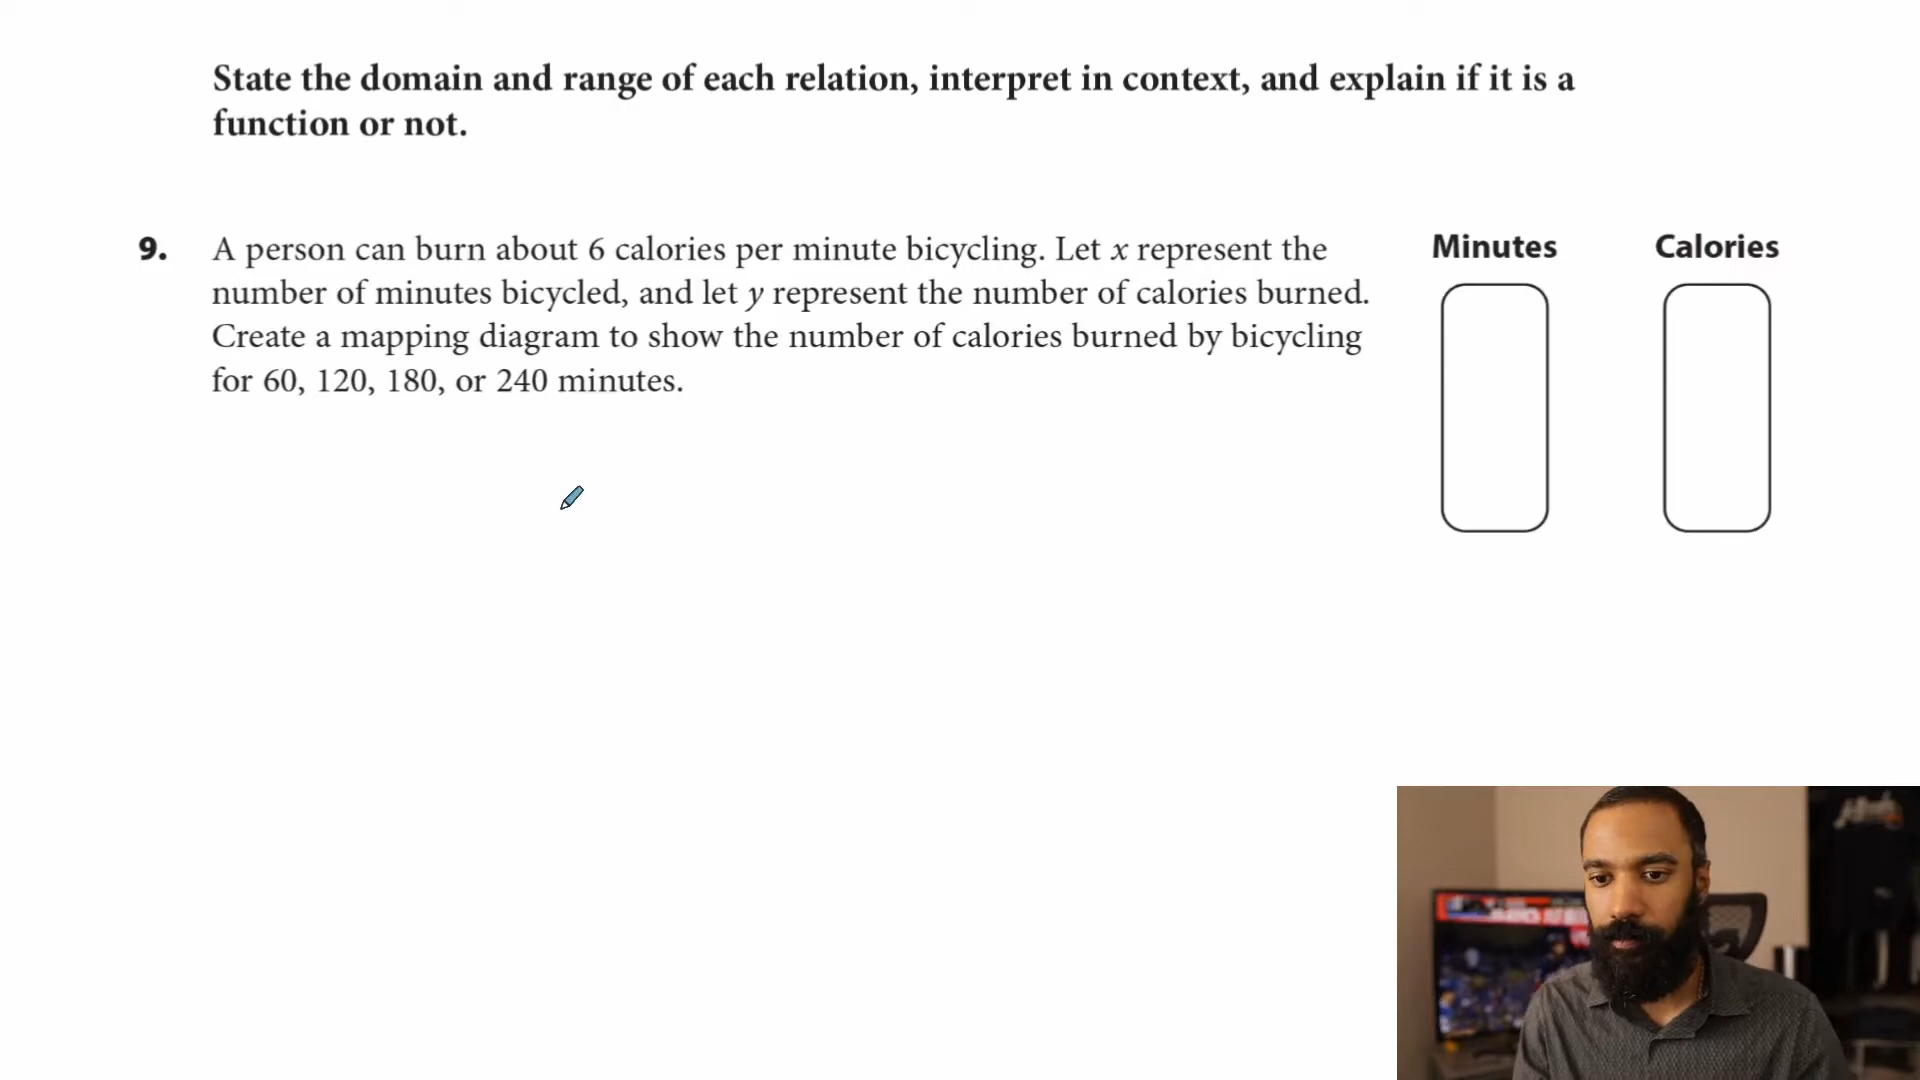 State the domain and range of each relation, interpret in context, and explain if it is a
function or not.
9. A person can burn about 6 calories per minute bicycling. Let x represent the
number of minutes bicycled, and let y represent the number of calories burned.
Create a mapping diagram to show the number of calories burned by bicycling
for 60, 120, 180, or 240 minutes.
Minutes Calories